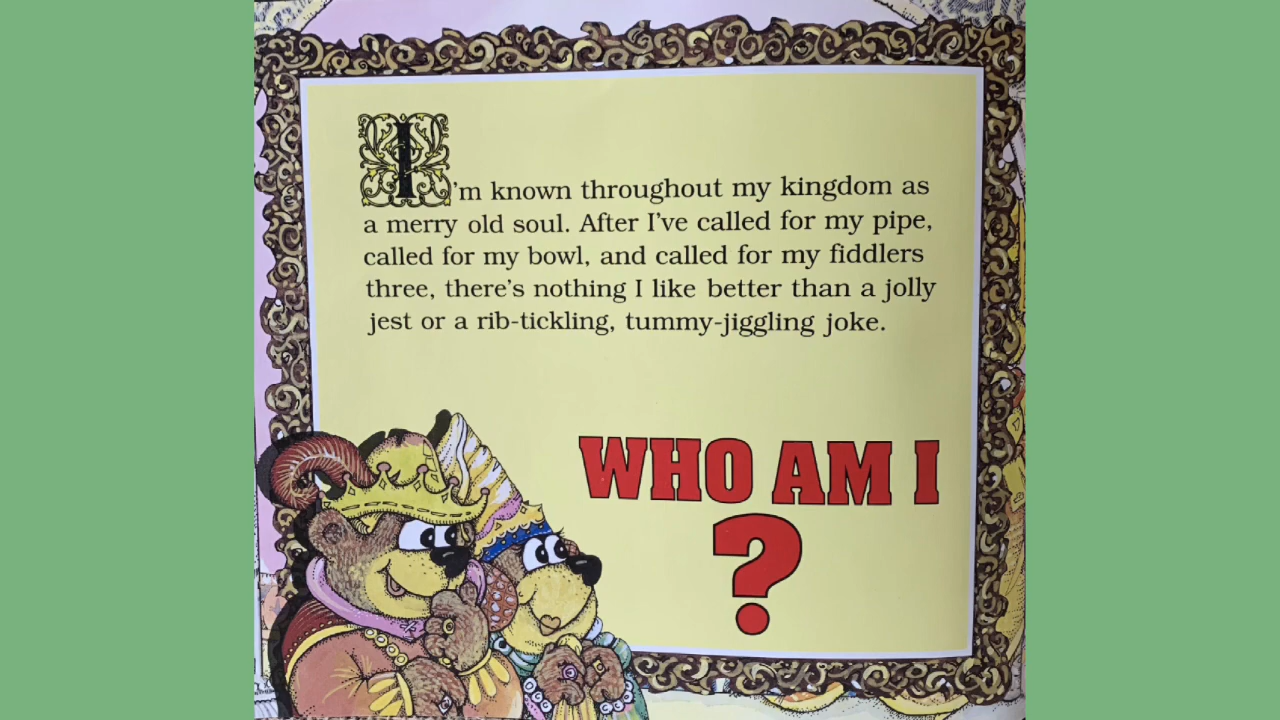 I'm known throughout my kingdom as
a merry old soul. After I've called for my pipe,
called for my bowl, and called for my fiddlers
three, there's nothing I like better than a jolly
jest or a rib-tickling, tummy-jiggling joke.
WHO AM I
?